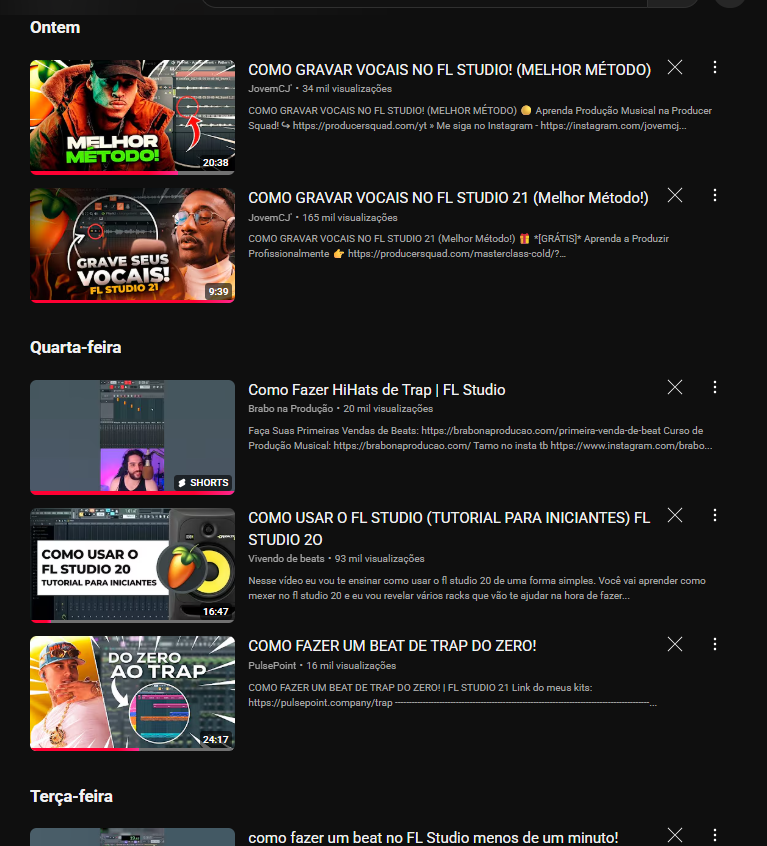 Ontem
MELHOR
MÉTODO!
20:38
COMO GRAVAR VOCAIS NO FL STUDIO! (MELHOR MÉTODO)
JovemCJ' • 34 mil visualizações
COMO GRAVAR VOCAIS NO FL STUDIO! (MELHOR MÉTODO) 🪙 Aprenda Produção Musical na Producer
Squad! ↪ https://producersquad.com/yt » Me siga no Instagram - https://instagram.com/jovemcj...
GRAVE SEUS
VOCAIS!
FL STUDIO 21
9:39
COMO GRAVAR VOCAIS NO FL STUDIO 21 (Melhor Método!)
JovemCJ' • 165 mil visualizações
COMO GRAVAR VOCAIS NO FL STUDIO 21 (Melhor Método!) 🎁 *[GRÁTIS]* Aprenda a Produzir
Profissionalmente 👉 https://producersquad.com/masterclass-cold/?...
Quarta-feira
SHORTS
Como Fazer HiHats de Trap | FL Studio
Brabo na Produção • 20 mil visualizações
Faça Suas Primeiras Vendas de Beats: https://brabonaproducao.com/primeira-venda-de-beat Curso de
Produção Musical: https://brabonaproducao.com/ Tamo no insta tb https://www.instagram.com/brabo...
COMO USAR O
FL STUDIO 20
TUTORIAL PARA INICIANTES
16:47
COMO USAR O FL STUDIO (TUTORIAL PARA INICIANTES) FL
STUDIO 2O
Vivendo de beats • 93 mil visualizações
Nesse vídeo eu vou te ensinar como usar o fl studio 20 de uma forma simples. Você vai aprender como
mexer no fl studio 20 e eu vou revelar vários racks que vão te ajudar na hora de fazer...
DO ZERO
AO TRAP
24:17
COMO FAZER UM BEAT DE TRAP DO ZERO!
PulsePoint • 16 mil visualizações
COMO FAZER UM BEAT DE TRAP DO ZERO! | FL STUDIO 21 Link do meus kits:
https://pulsepoint.company/trap ----------------------------------------------------------------------...
Terça-feira
como fazer um beat no FL Studio menos de um minuto!